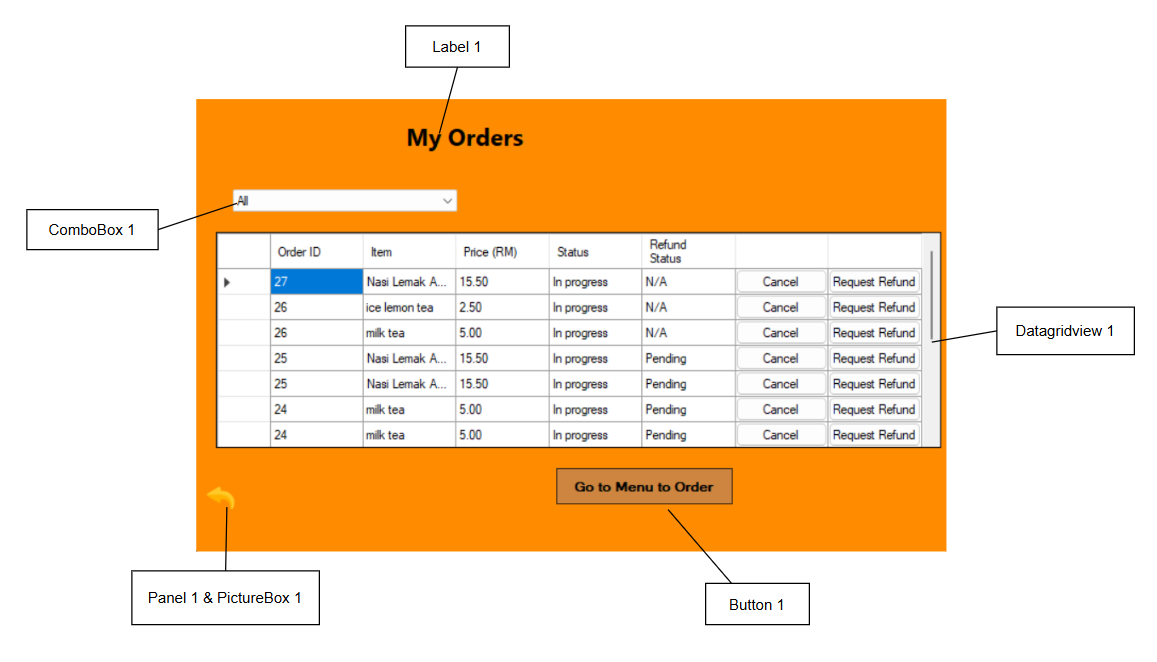 Label 1
My Orders
All
ComboBox 1
Order ID Item Price (RM) Status Refund Status
27 Nasi Lemak A... 15.50 In progress N/A Cancel Request Refund
26 ice lemon tea 2.50 In progress N/A Cancel Request Refund
26 milk tea 5.00 In progress N/A Cancel Request Refund
Datagridview 1
25 Nasi Lemak A... 15.50 In progress Pending Cancel Request Refund
25 Nasi Lemak A... 15.50 In progress Pending Cancel Request Refund
24 milk tea 5.00 In progress Pending Cancel Request Refund
24 milk tea 5.00 In progress Pending Cancel Request Refund
Go to Menu to Order
Panel 1 & PictureBox 1
Button 1